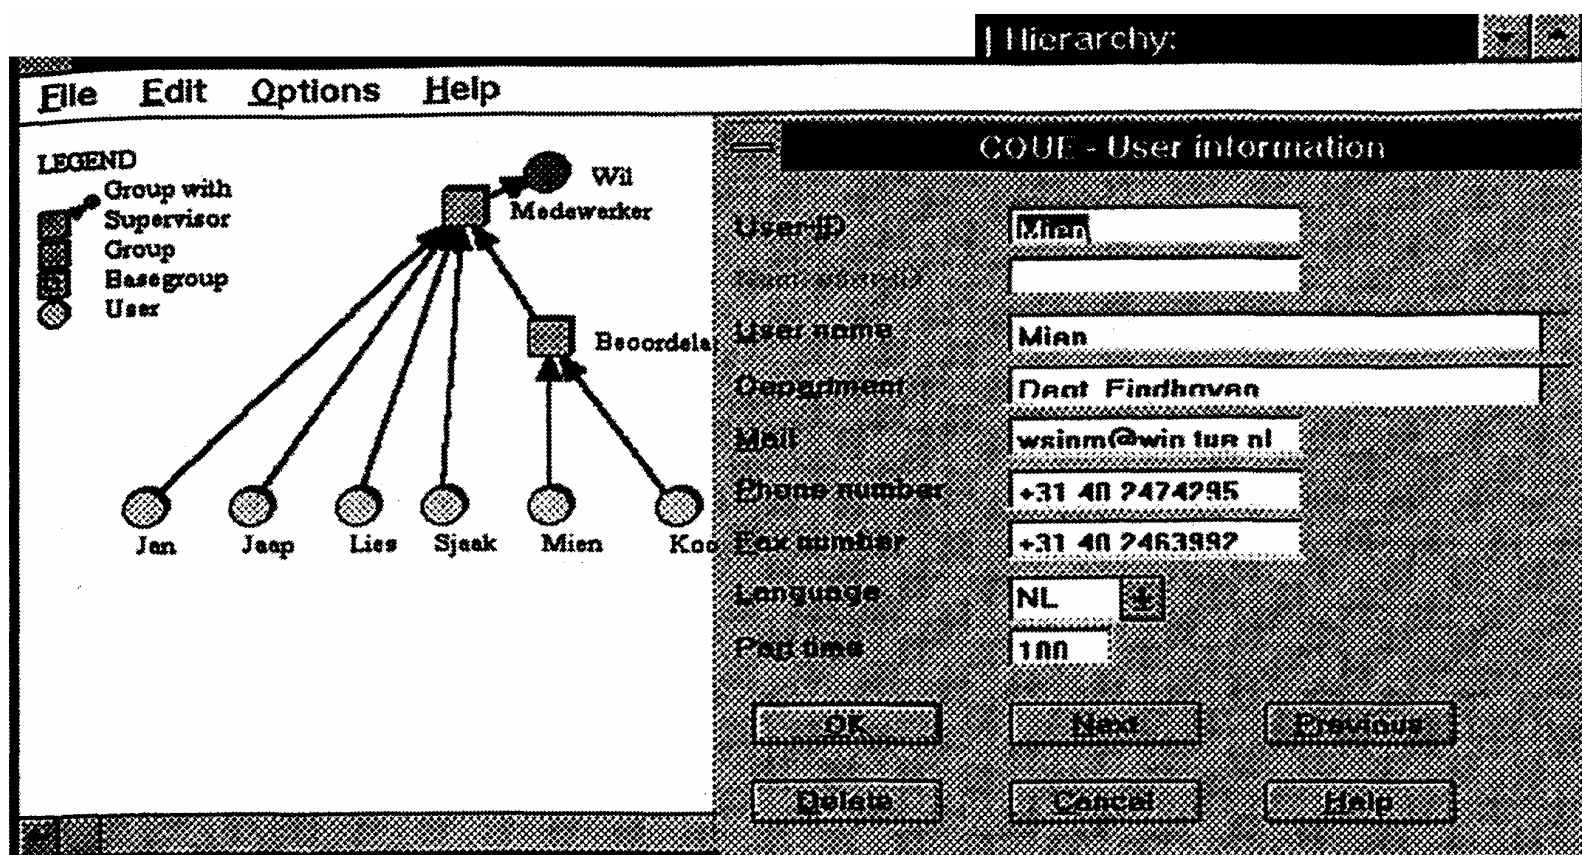 Hierarchy:
File Edit Options Help
COUE - User information
LEGEND
Group with
Supervisor
Group
Basegroup
User
Wil
Medewerker
Beoordela
Jan Jaap Lies Sjaak Mien Koo
User-ID Mien
User name Mien
Department Dept Eindhoven
Mail wsinm@win tue nl
Phone number +31 40 2474295
Fax number +31 40 2463992
Language NL
Part time 100
OK Next Previous
Delete Cancel Help